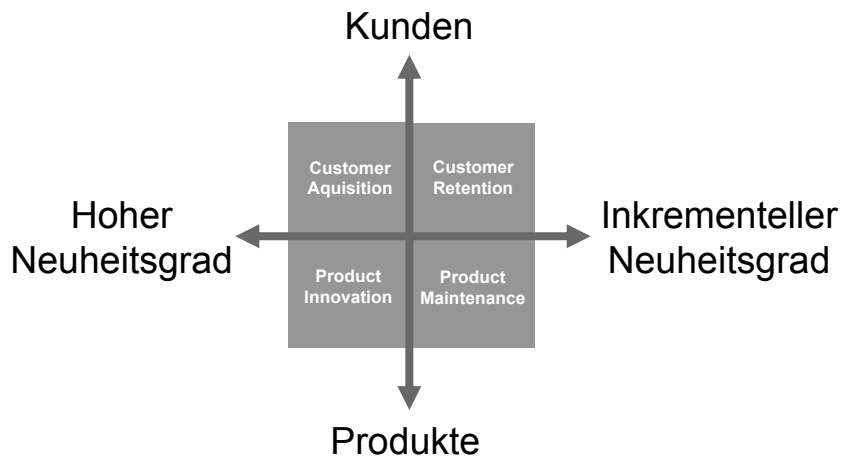 Kunden
Customer
Aquisition
Customer
Retention
Hoher
Neuheitsgrad
Inkrementeller
Neuheitsgrad
Product
Innovation
Product
Maintenance
Produkte